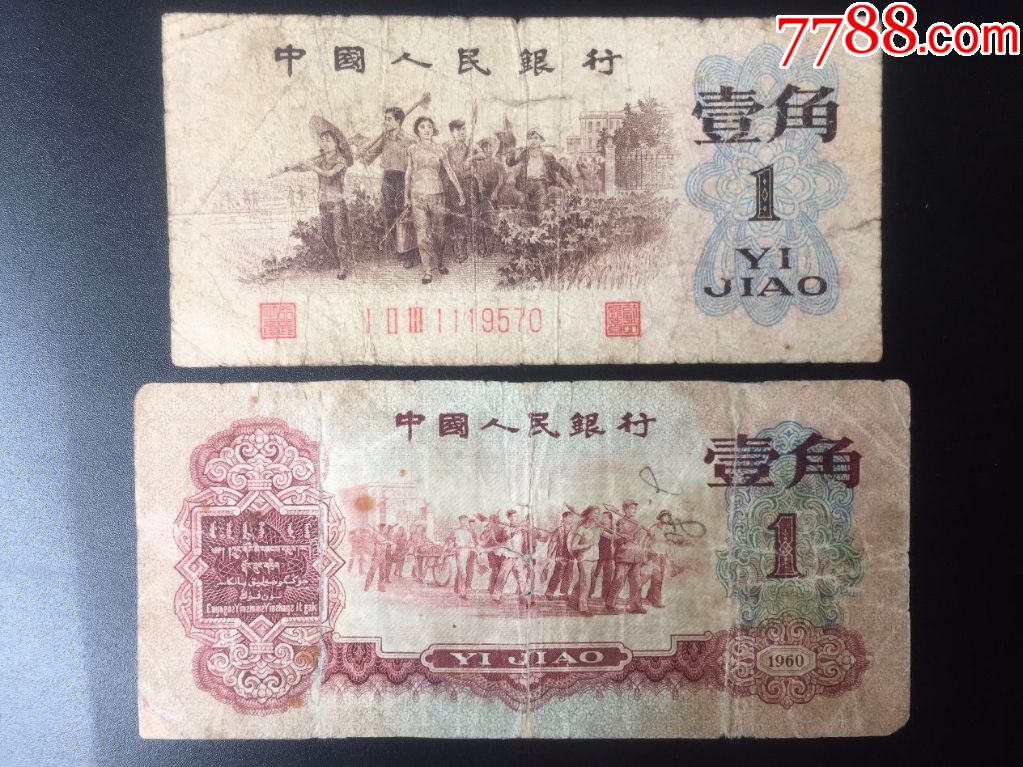 7788.com
中國人民銀行
壹角
1
YI
JIAO
I II III 1119570
中國人民銀行
壹角
1
YI JIAO
1960